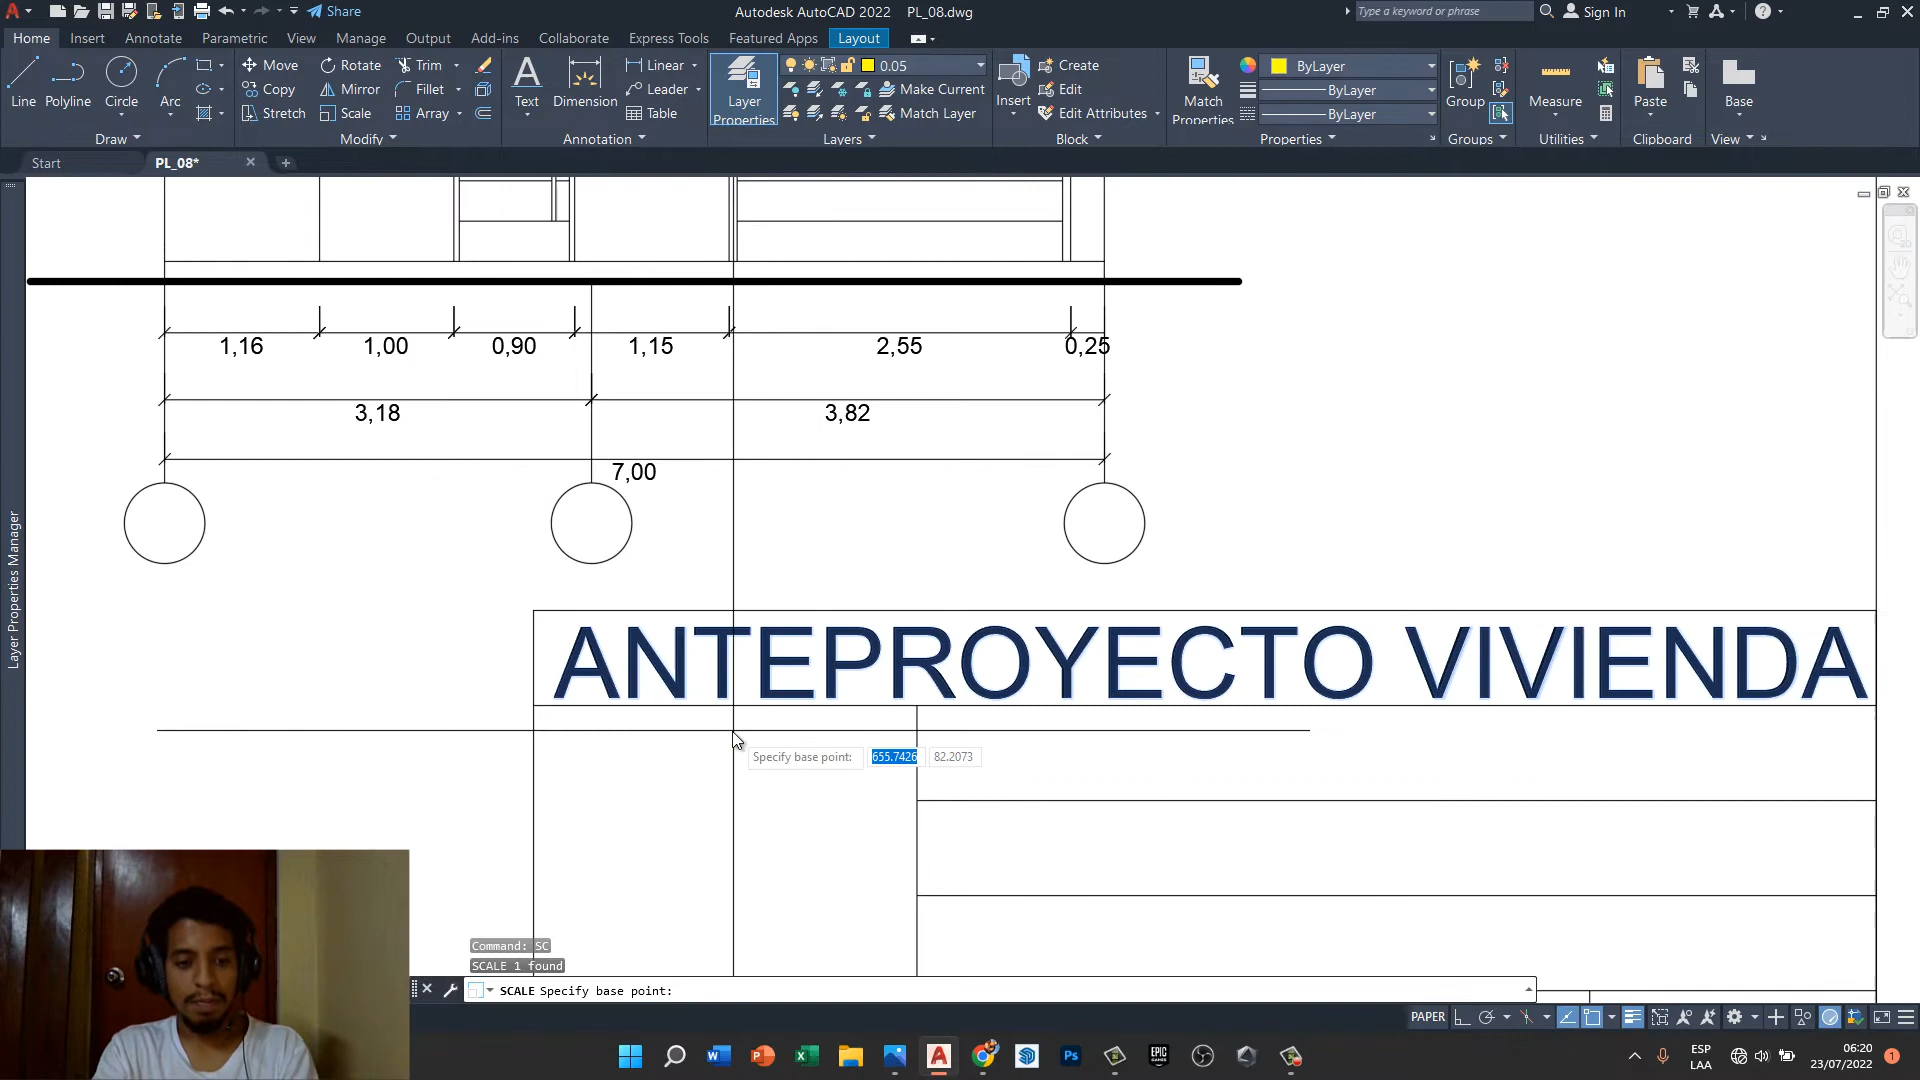 Share
Autodesk AutoCAD 2022 PL_08.dwg
Type a keyword or phrase
Sign In
Home Insert Annotate Parametric View Manage Output Add-ins Collaborate Express Tools Featured Apps Layout
Line Polyline Circle Arc
Move Rotate Trim
Copy Mirror Fillet
Stretch Scale Array
Text Dimension
Linear
Leader
Table
Layer Properties
0.05
Make Current
Match Layer
Insert
Create
Edit
Edit Attributes
Match Properties
ByLayer
ByLayer
ByLayer
Group Measure Paste Base
Draw Modify Annotation Layers Block Properties Groups Utilities Clipboard View
Start PL_08*
1,16 1,00 0,90 1,15 2,55 0,25
3,18 3,82
7,00
Layer Properties Manager
ANTEPROYECTO VIVIENDA
Specify base point: 655.7426 82.2073
Command: SC
SCALE 1 found
SCALE Specify base point:
PAPER
ESP
LAA
06:20
23/07/2022
1
EPIC GAMES
Ps